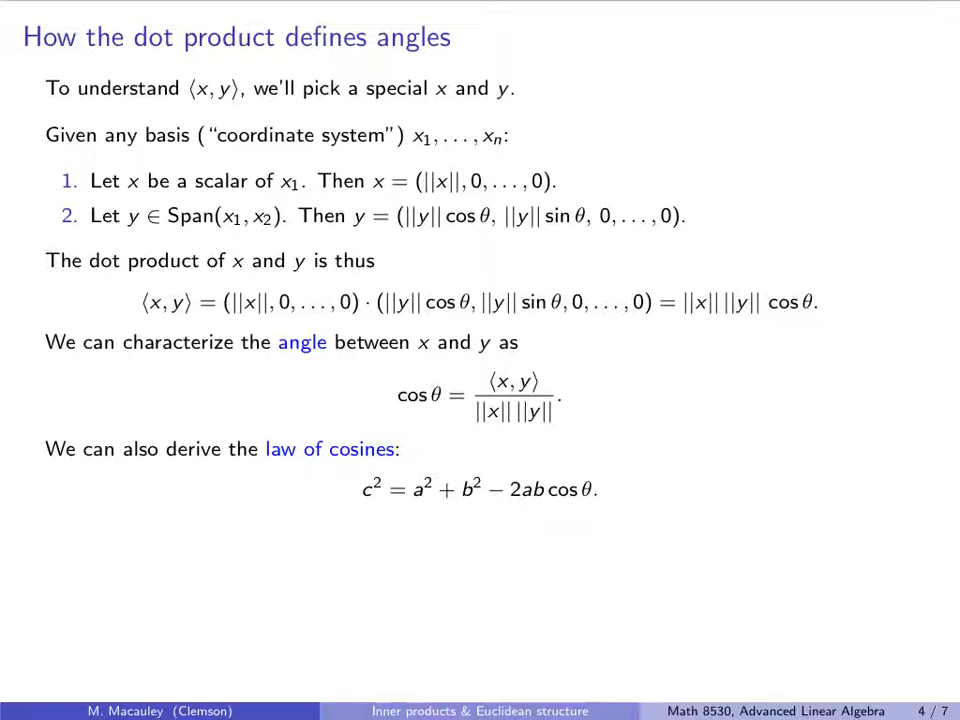 How the dot product defines angles
To understand ⟨x, y⟩, we'll pick a special x and y.
Given any basis ("coordinate system") x₁, . . . , xₙ:
1. Let x be a scalar of x₁. Then x = (||x||, 0, . . . , 0).
2. Let y ∈ Span(x₁, x₂). Then y = (||y|| cos θ, ||y|| sin θ, 0, . . . , 0).
The dot product of x and y is thus
⟨x, y⟩ = (||x||, 0, . . . , 0) · (||y|| cos θ, ||y|| sin θ, 0, . . . , 0) = ||x|| ||y|| cos θ.
We can characterize the angle between x and y as
cos θ = ⟨x, y⟩ / ||x|| ||y|| .
We can also derive the law of cosines:
c² = a² + b² − 2ab cos θ.
M. Macauley (Clemson) Inner products & Euclidean structure Math 8530, Advanced Linear Algebra 4 / 7